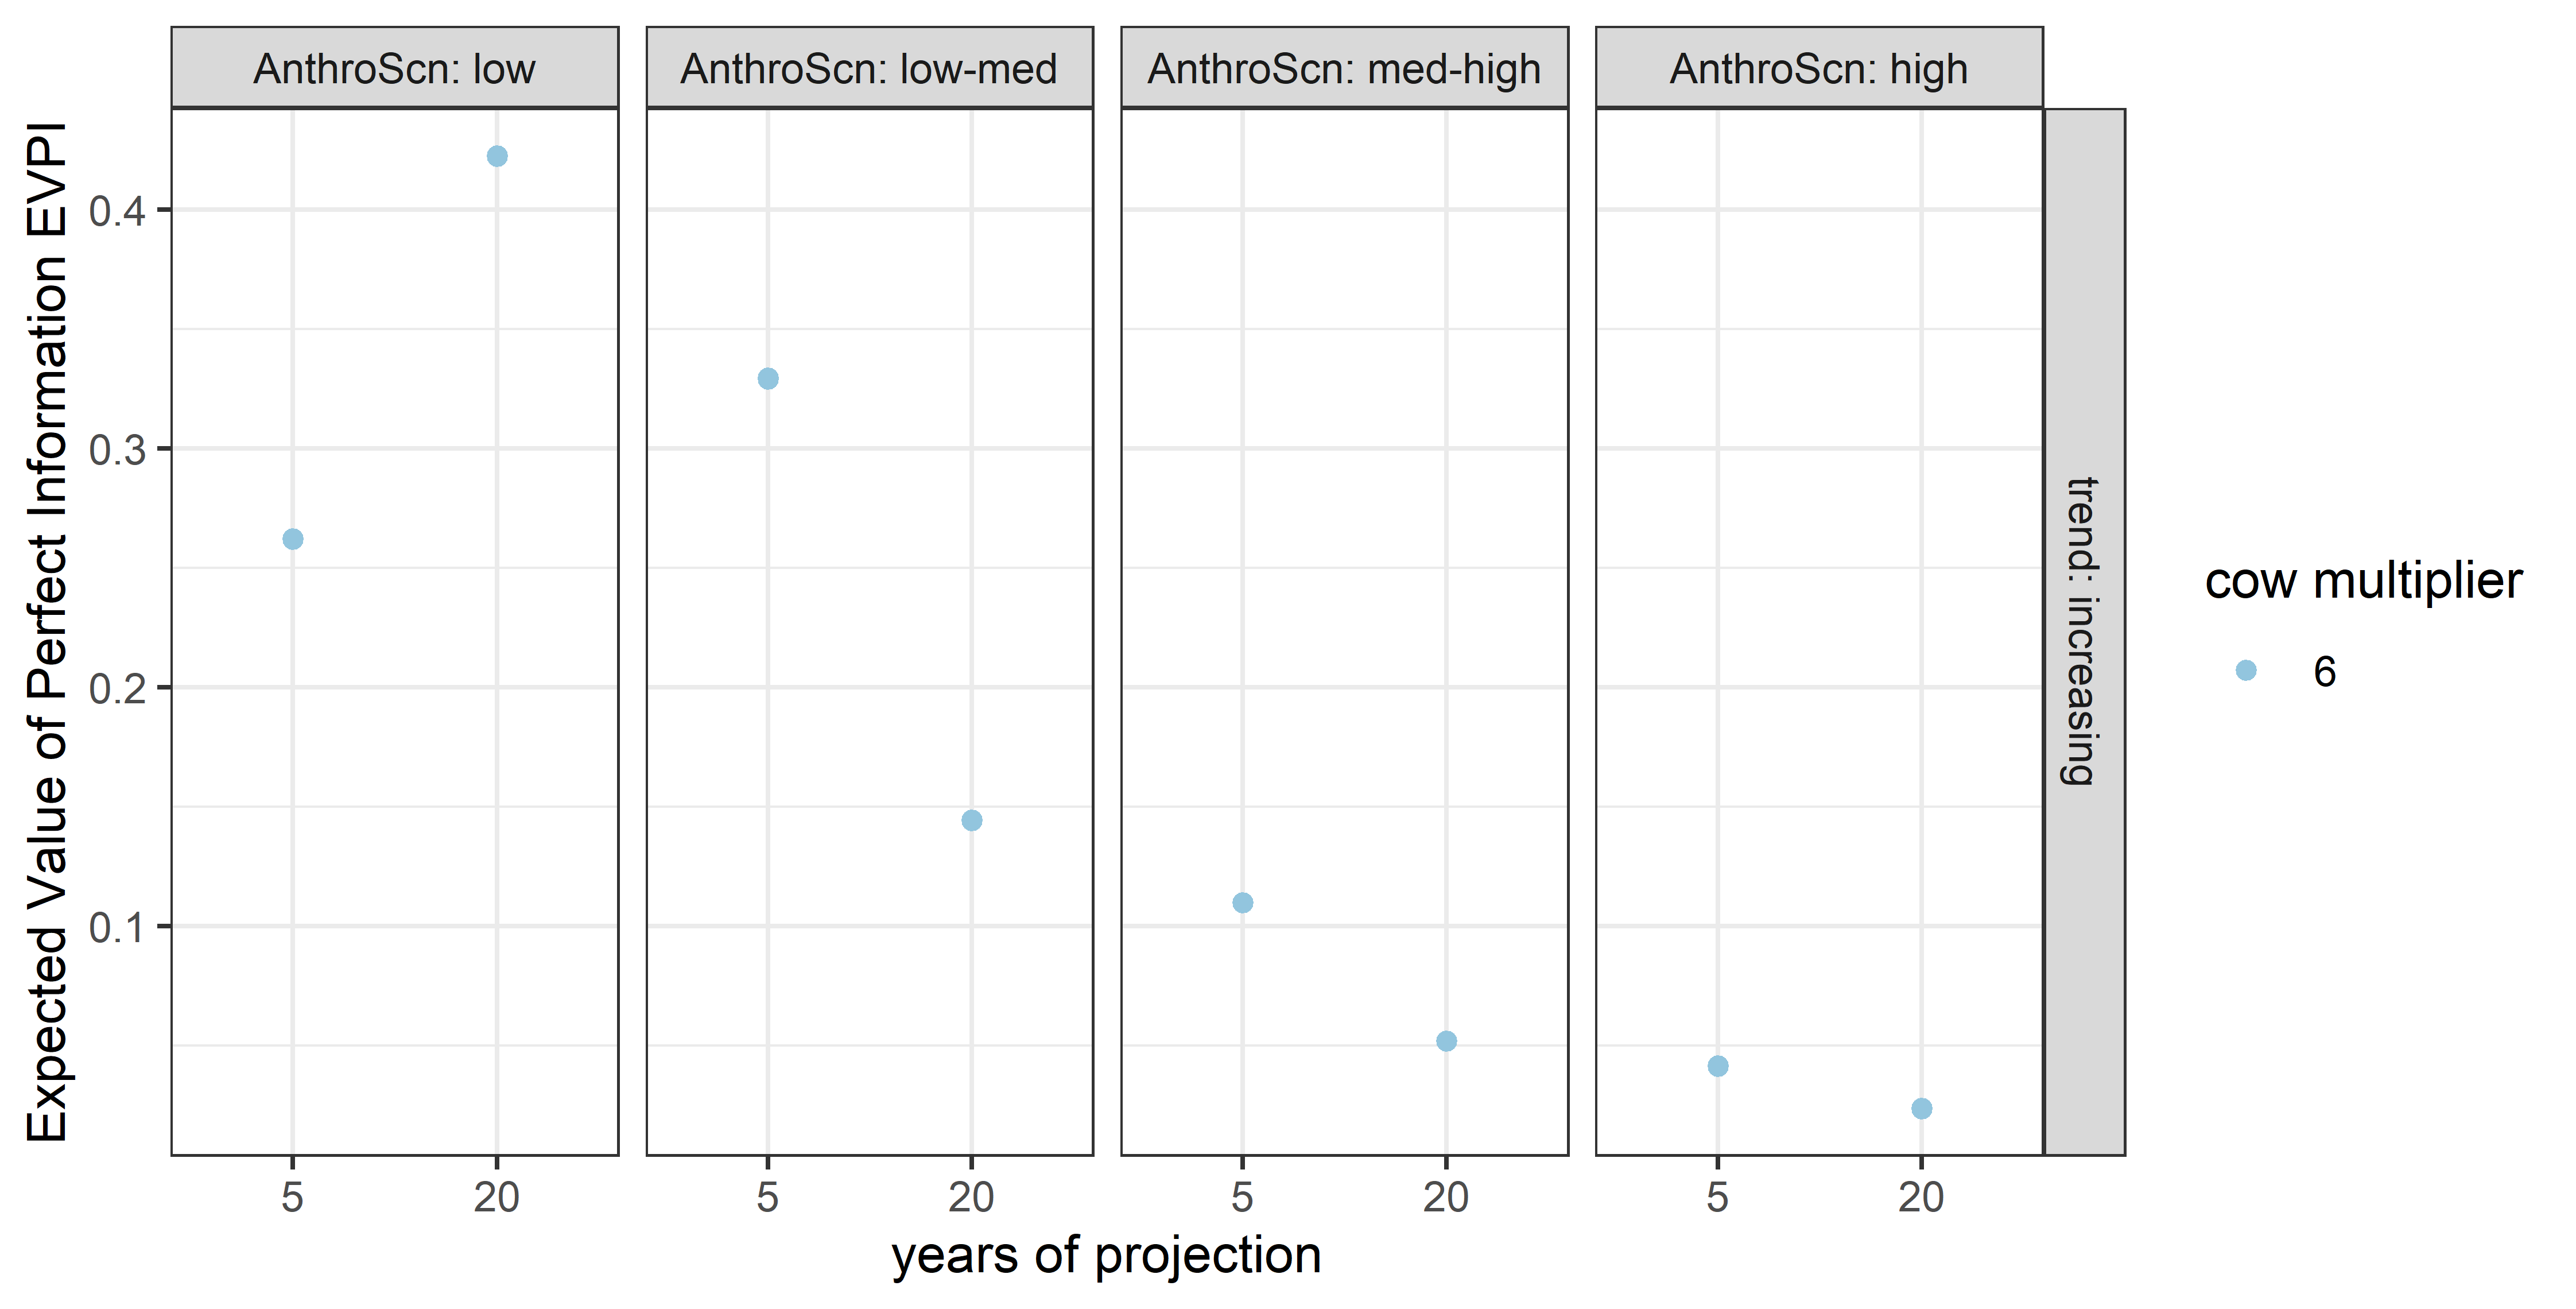 AnthroScn: low
AnthroScn: low-med
AnthroScn: med-high
AnthroScn: high
Expected Value of Perfect Information EVPI
0.4
0.3
0.2
0.1
trend: increasing
cow multiplier
6
5
20
5
20
5
20
5
20
years of projection